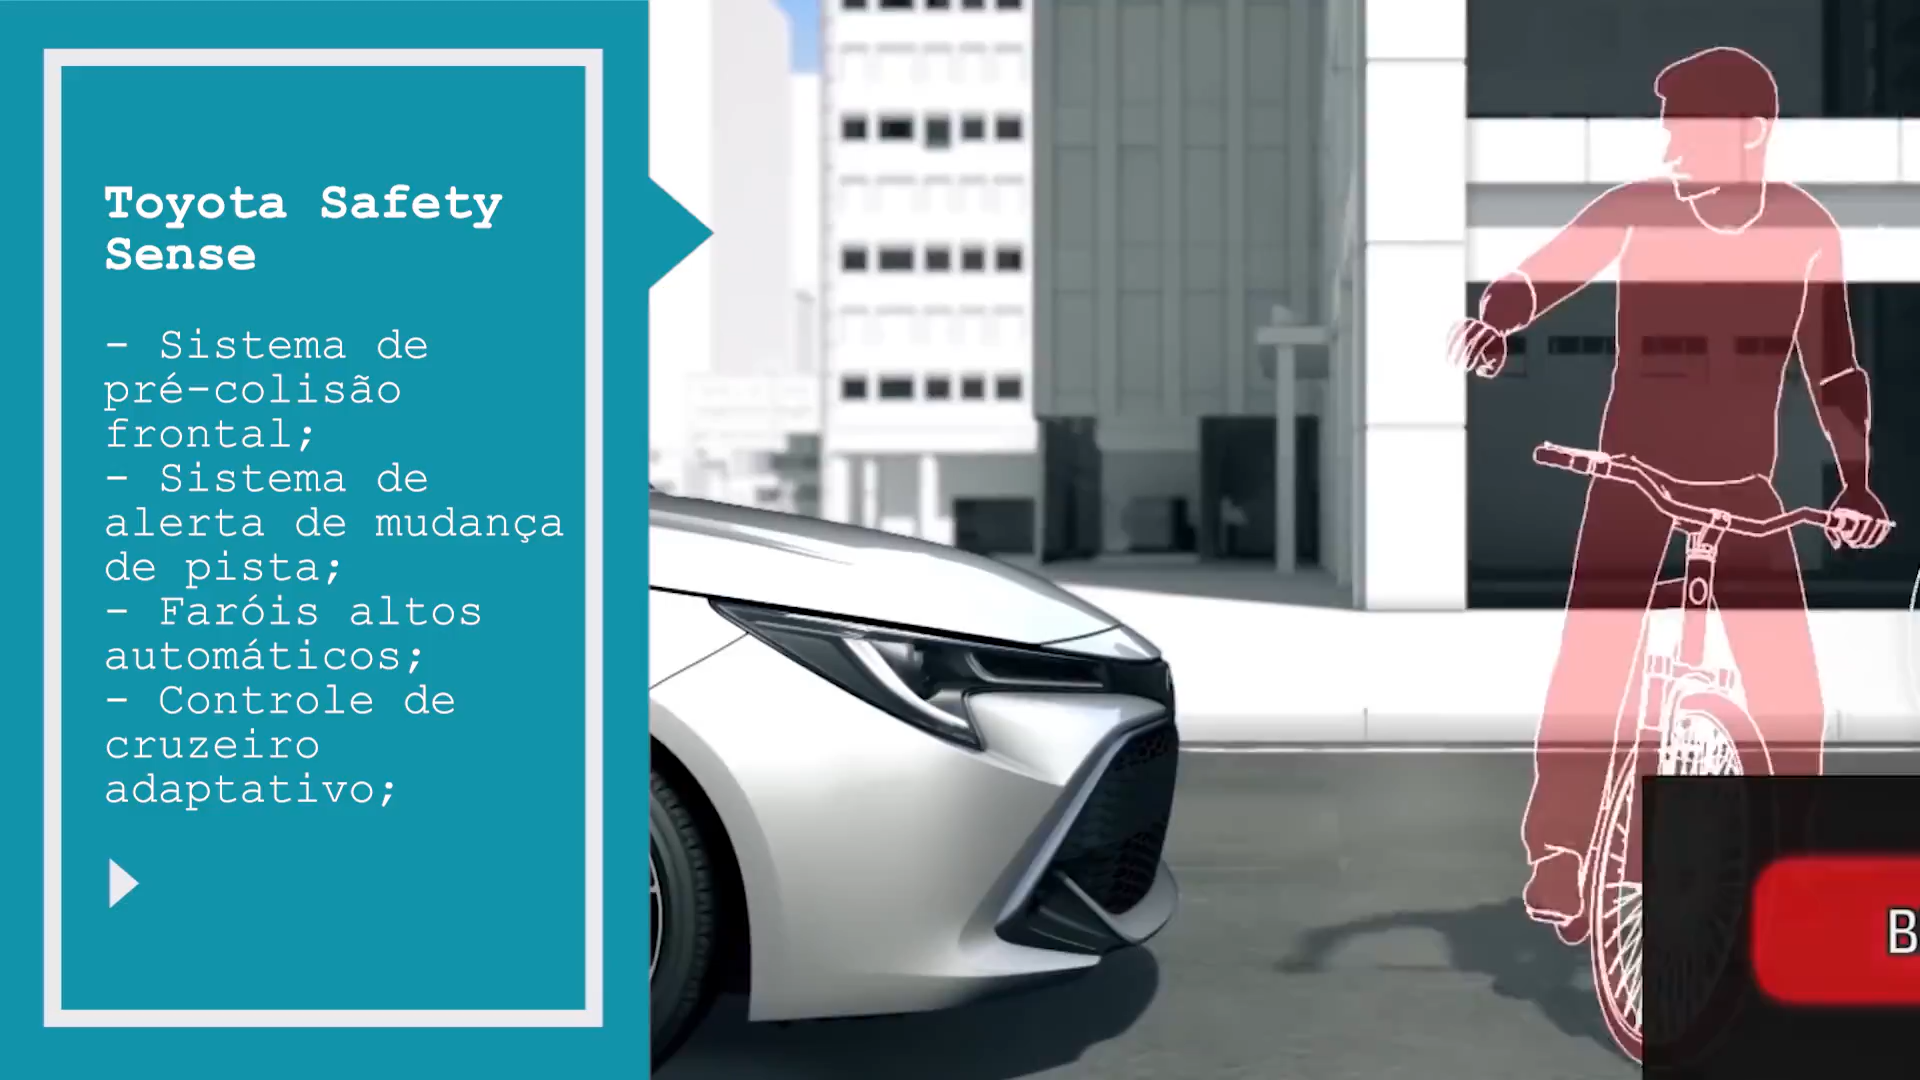 Toyota Safety
Sense
- Sistema de
pré-colisão
frontal;
- Sistema de
alerta de mudança
de pista;
- Faróis altos
automáticos;
- Controle de
cruzeiro
adaptativo;
B